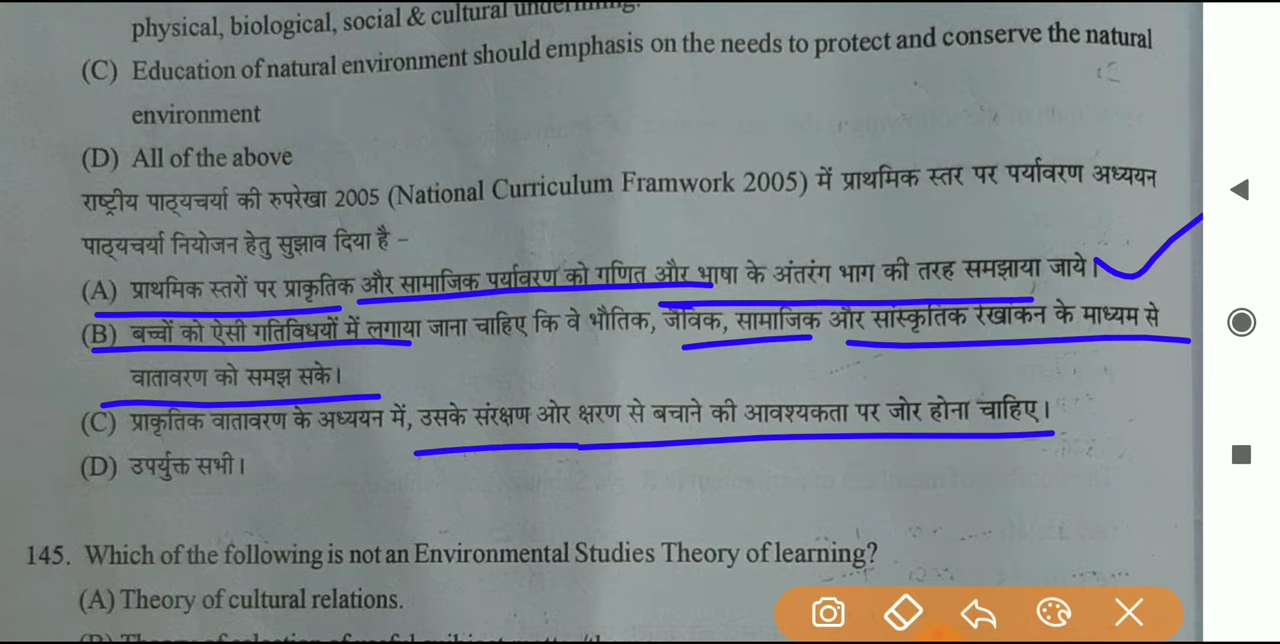 physical, biological, social & cultural
(C) Education of natural environment should emphasis on the needs to protect and conserve the natural
environment
(D) All of the above
राष्ट्रीय पाठ्यचर्या की रुपरेखा 2005 (National Curriculum Framwork 2005) में प्राथमिक स्तर पर पर्यावरण अध्ययन
पाठ्यचर्या नियोजन हेतु सुझाव दिया है –
(A) प्राथमिक स्तरों पर प्राकृतिक और सामाजिक पर्यावरण को गणित और भाषा के अंतरंग भाग की तरह समझाया जाये।
(B) बच्चों को ऐसी गतिविधयों में लगाया जाना चाहिए कि वे भौतिक, जैविक, सामाजिक और सांस्कृतिक रेखांकन के माध्यम से
वातावरण को समझ सके।
(C) प्राकृतिक वातावरण के अध्ययन में, उसके संरक्षण ओर क्षरण से बचाने की आवश्यकता पर जोर होना चाहिए।
(D) उपर्युक्त सभी।
145. Which of the following is not an Environmental Studies Theory of learning?
(A) Theory of cultural relations.